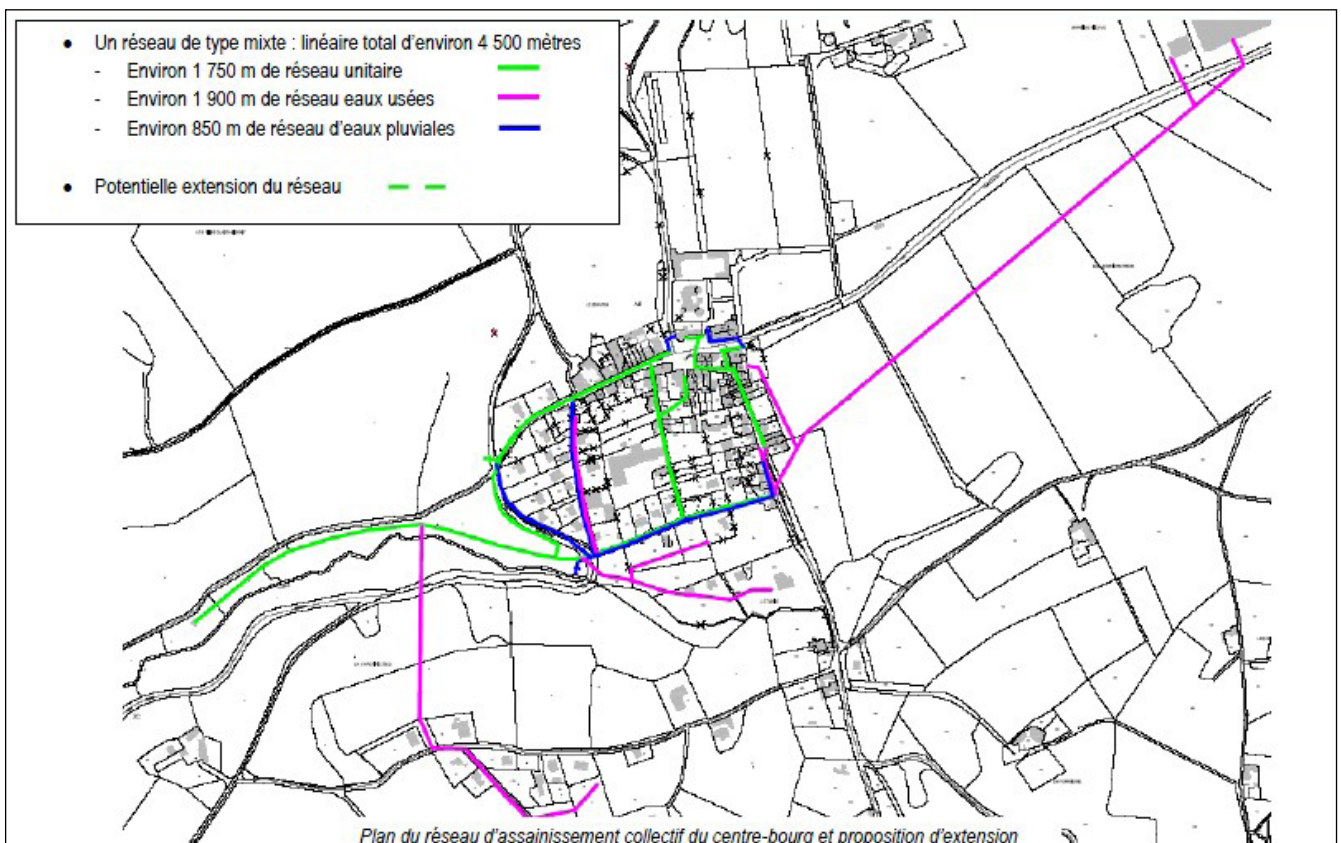 • Un réseau de type mixte : linéaire total d'environ 4 500 mètres
- Environ 1 750 m de réseau unitaire
- Environ 1 900 m de réseau eaux usées
- Environ 850 m de réseau d'eaux pluviales
• Potentielle extension du réseau
Plan du réseau d'assainissement collectif du centre-bourg et proposition d'extension